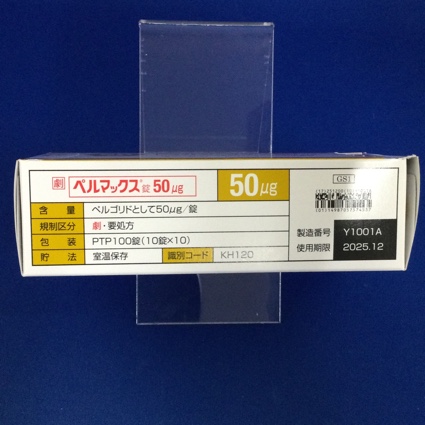 劇 ペルマックス錠 50μg
50μg
含 量 ペルゴリドとして50μg/錠
規制区分 劇・要処方
包 装 PTP100錠(10錠×10)
貯 法 室温保存 識別コード KH120
GS1
製造番号 Y1001A
使用期限 2025.12